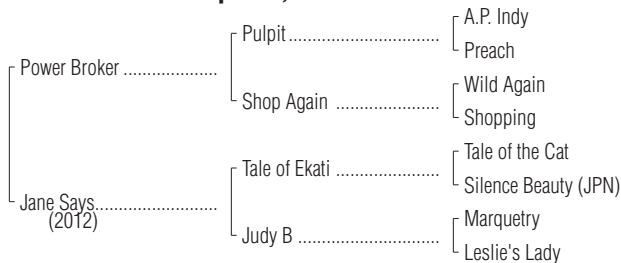 A.P. Indy
Pulpit
Preach
Power Broker
Wild Again
Shop Again
Shopping
Tale of the Cat
Tale of Ekati
Silence Beauty (JPN)
Jane Says
(2012)
Marquetry
Judy B
Leslie's Lady